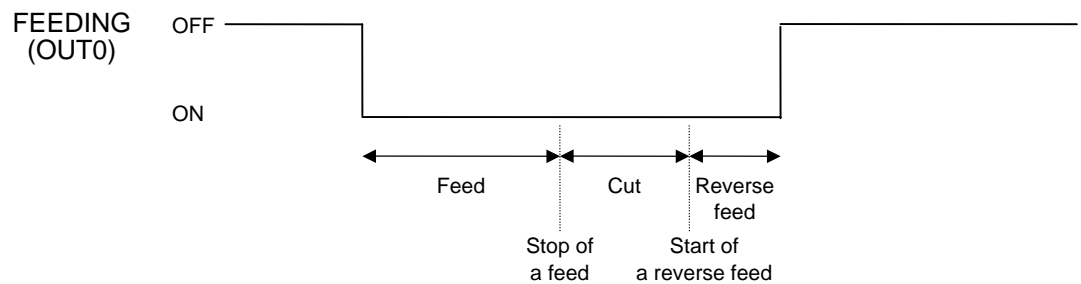 FEEDING
(OUT0)
OFF
ON
Feed
Cut
Reverse
feed
Stop of
a feed
Start of
a reverse feed